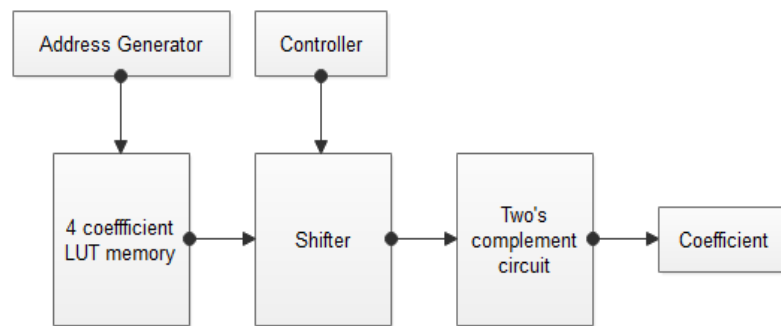 Address Generator
Controller
4 coeffficient
LUT memory
Shifter
Two's
complement
circuit
Coefficient